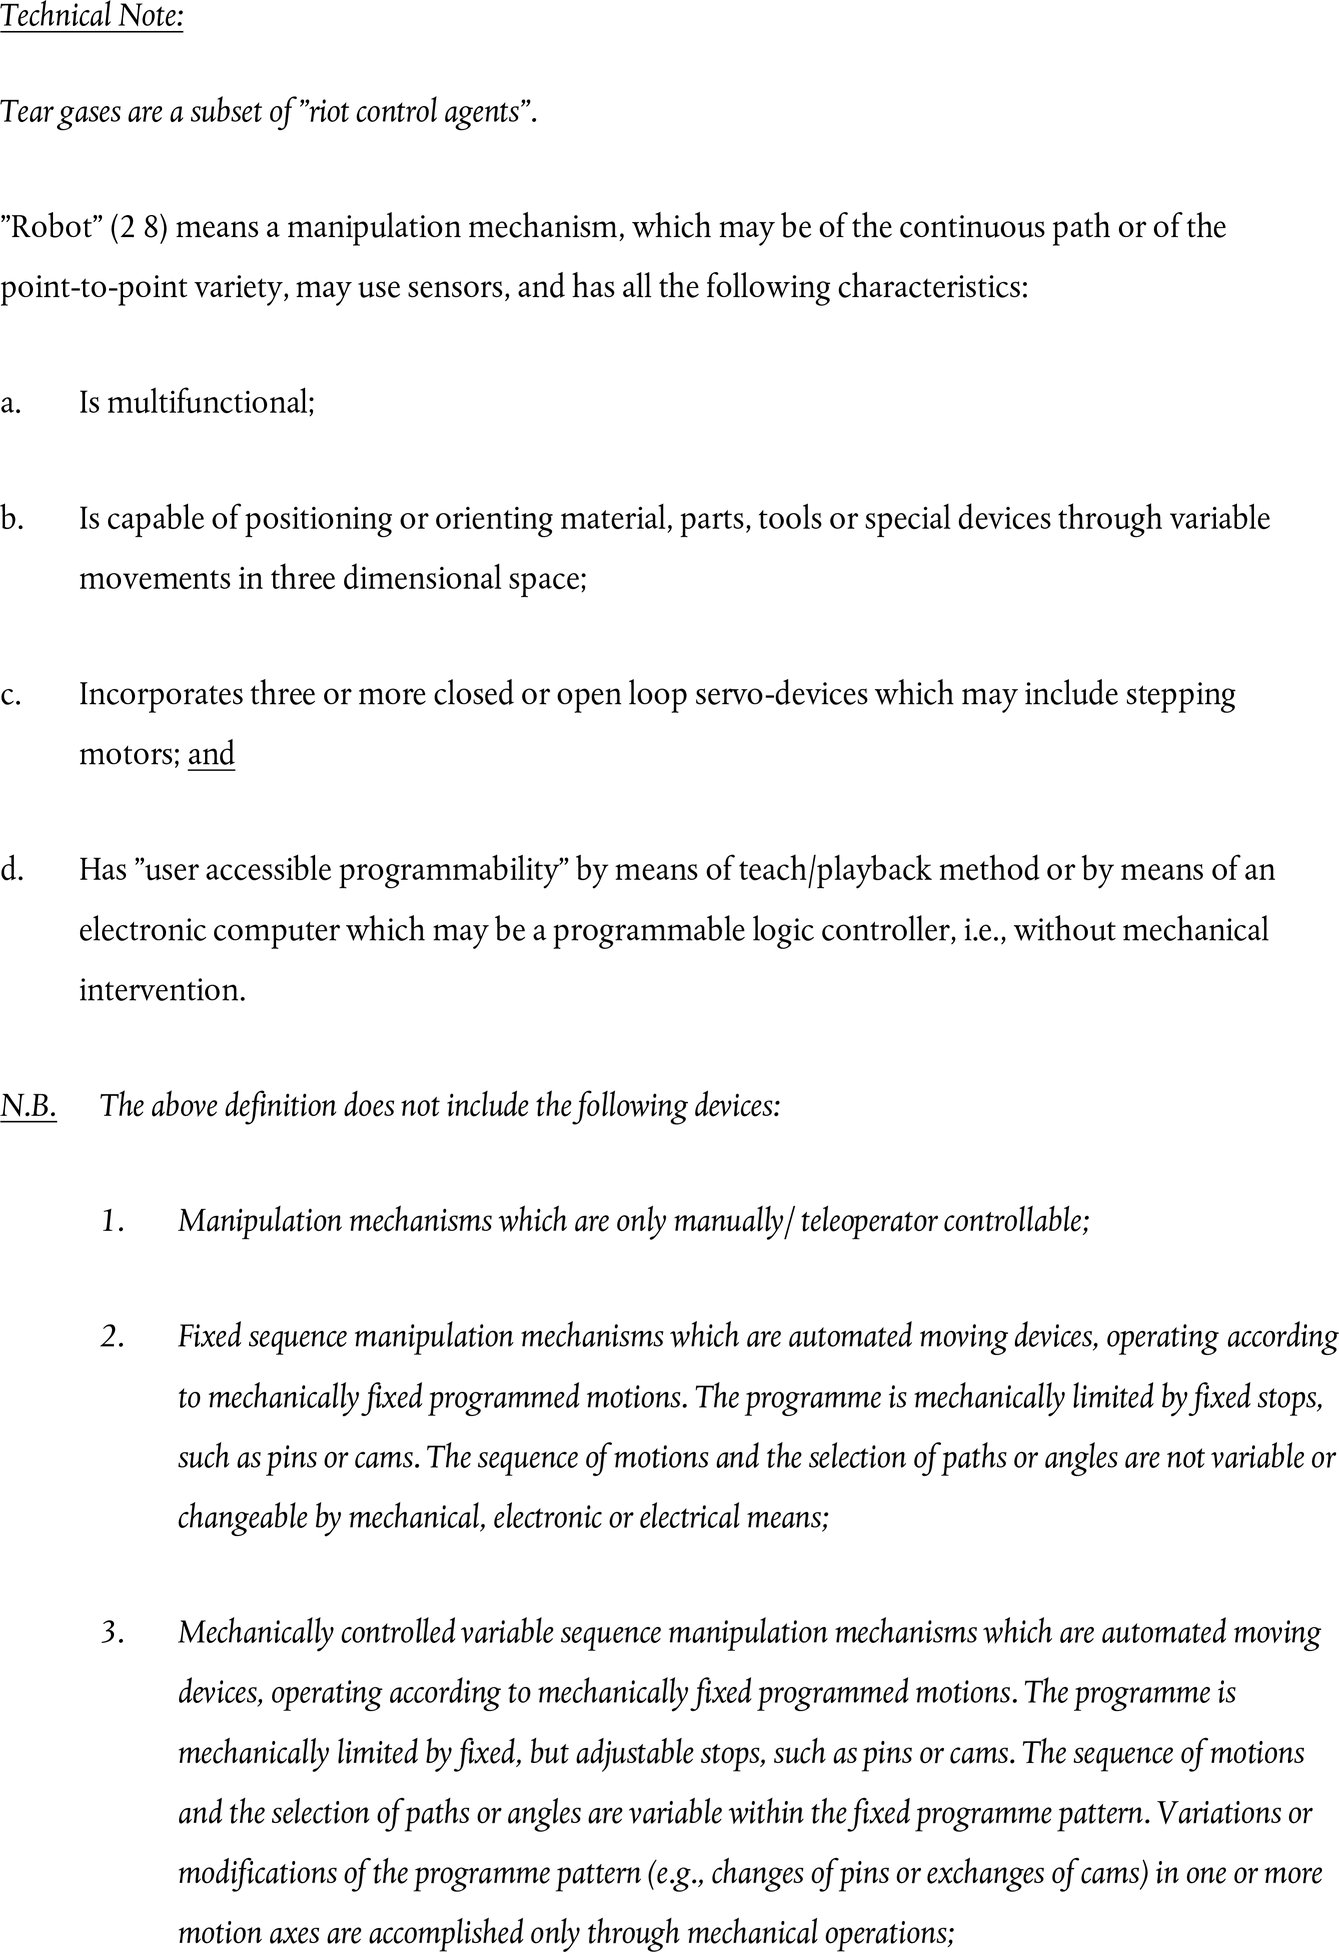 Technical Note:
Tear gases are a subset of ”riot control agents”.
”Robot” (2 8) means a manipulation mechanism, which may be of the continuous path or of the
point-to-point variety, may use sensors, and has all the following characteristics:
a. Is multifunctional;
b. Is capable of positioning or orienting material, parts, tools or special devices through variable
movements in three dimensional space;
c. Incorporates three or more closed or open loop servo-devices which may include stepping
motors; and
d. Has ”user accessible programmability” by means of teach/playback method or by means of an
electronic computer which may be a programmable logic controller, i.e., without mechanical
intervention.
N.B. The above definition does not include the following devices:
1. Manipulation mechanisms which are only manually/ teleoperator controllable;
2. Fixed sequence manipulation mechanisms which are automated moving devices, operating according
to mechanically fixed programmed motions. The programme is mechanically limited by fixed stops,
such as pins or cams. The sequence of motions and the selection of paths or angles are not variable or
changeable by mechanical, electronic or electrical means;
3. Mechanically controlled variable sequence manipulation mechanisms which are automated moving
devices, operating according to mechanically fixed programmed motions. The programme is
mechanically limited by fixed, but adjustable stops, such as pins or cams. The sequence of motions
and the selection of paths or angles are variable within the fixed programme pattern. Variations or
modifications of the programme pattern (e.g., changes of pins or exchanges of cams) in one or more
motion axes are accomplished only through mechanical operations;